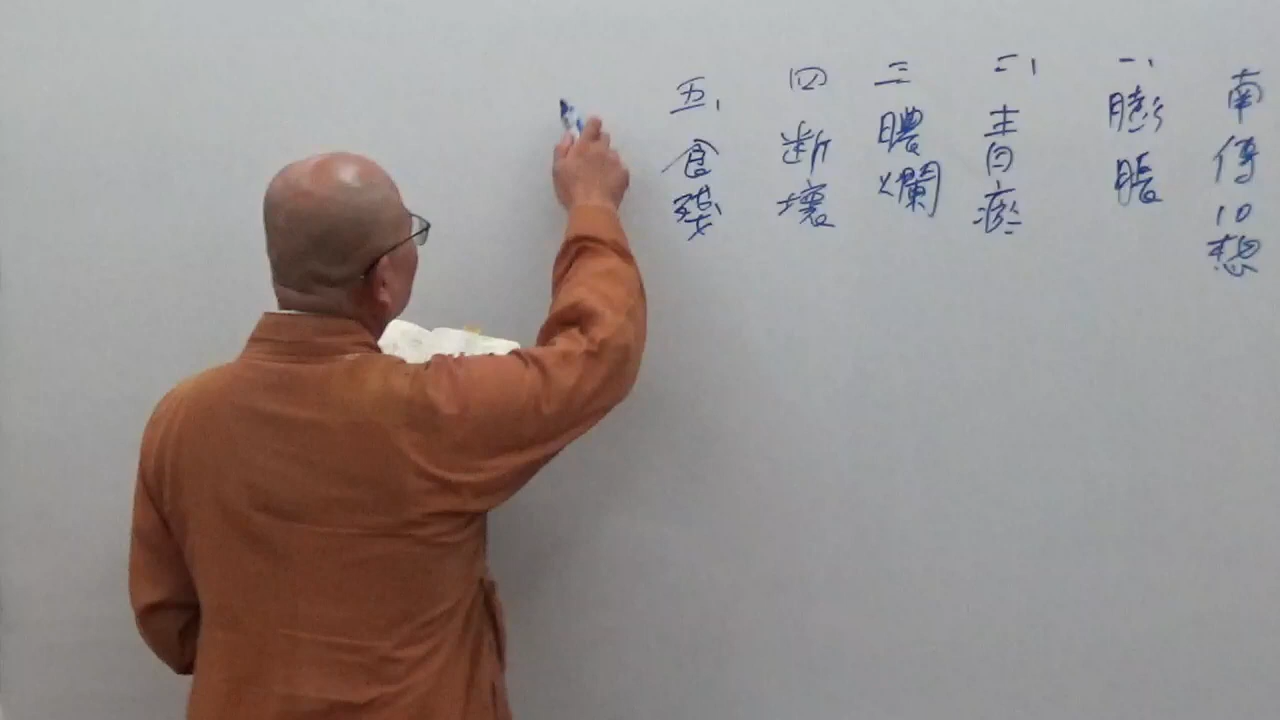 南傳10想
一、膨脹
二、青瘀
三膿爛
四断壞
五、食殘